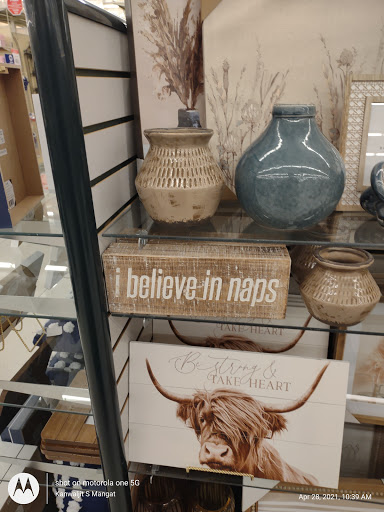 i believe in naps
TAKE HEART
Be strong &
TAKE HEART
shot on motorola one 5G
Kanwaljit S Mangat
Apr 28, 2021, 10:39 AM